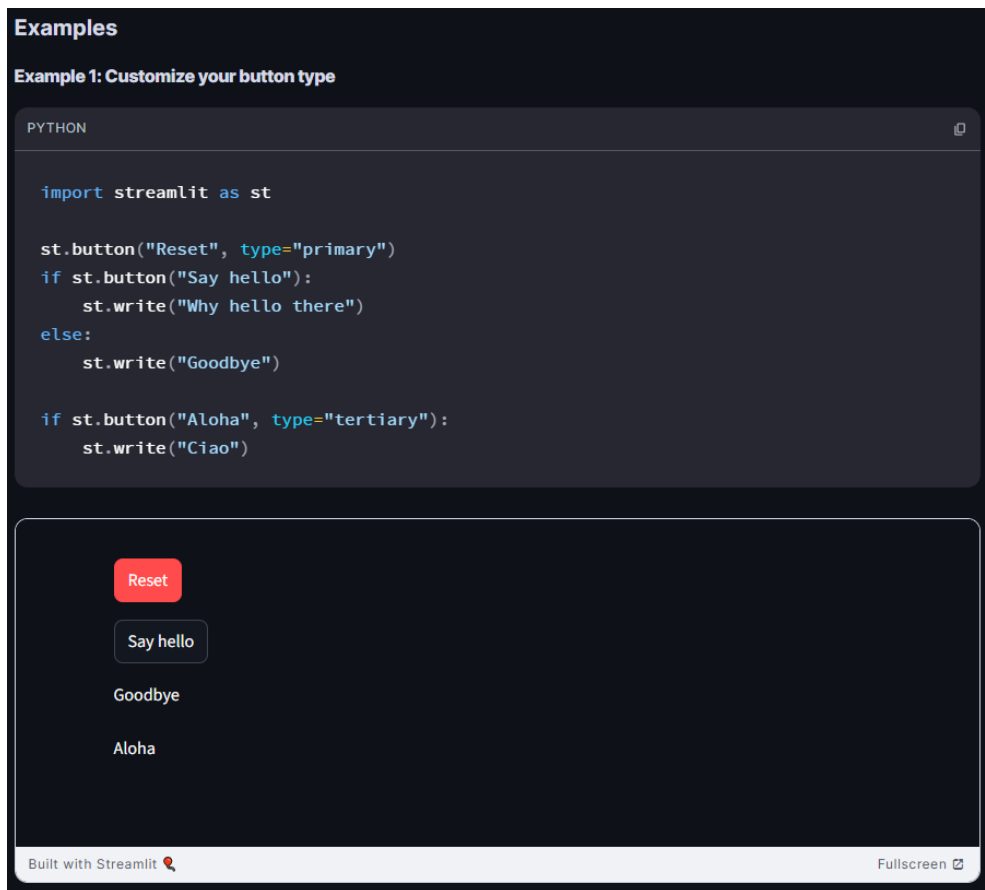 Examples
Example 1: Customize your button type
PYTHON
import streamlit as st
st.button("Reset", type="primary")
if st.button("Say hello"):
    st.write("Why hello there")
else:
    st.write("Goodbye")
if st.button("Aloha", type="tertiary"):
    st.write("Ciao")
Reset
Say hello
Goodbye
Aloha
Built with Streamlit 🎈 Fullscreen